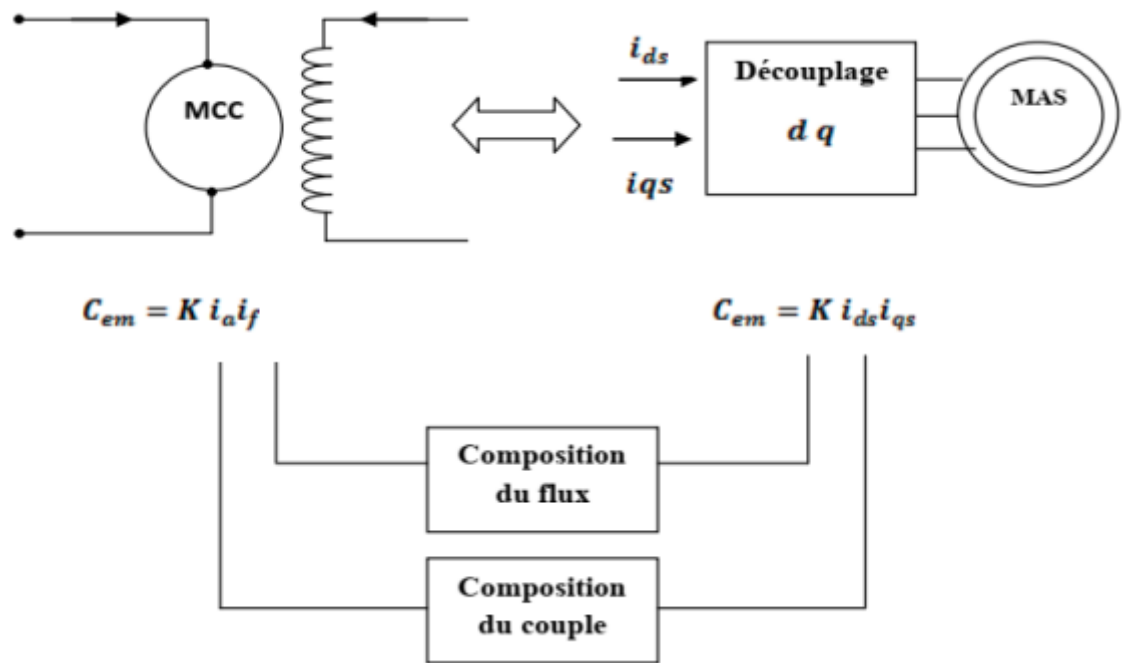 MCC
i_ds
Découplage
d q
iqs
MAS
C_em = K i_a i_f
C_em = K i_ds i_qs
Composition
du flux
Composition
du couple